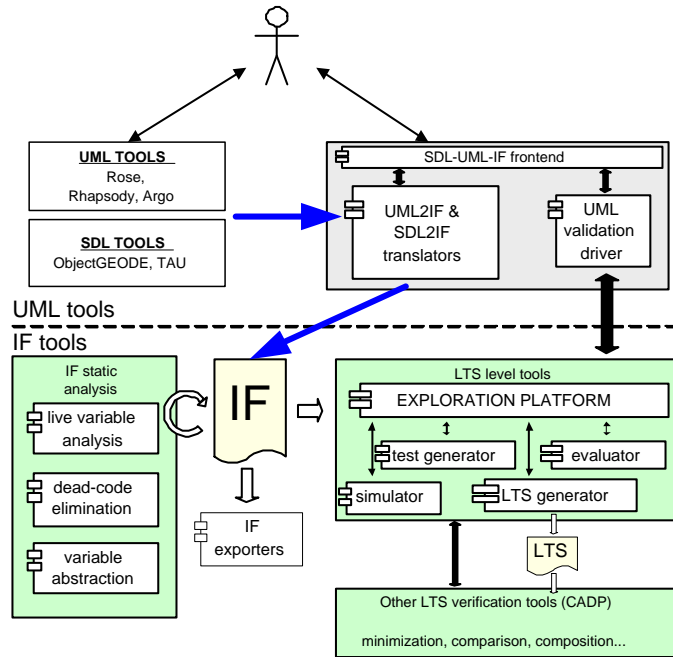 UML TOOLS
Rose,
Rhapsody, Argo
SDL TOOLS
ObjectGEODE, TAU
SDL-UML-IF frontend
UML2IF &
SDL2IF
translators
UML
validation
driver
UML tools
IF tools
IF static
analysis
live variable
analysis
dead-code
elimination
variable
abstraction
IF
IF
exporters
LTS level tools
EXPLORATION PLATFORM
test generator
evaluator
simulator
LTS generator
LTS
Other LTS verification tools (CADP)
minimization, comparison, composition...